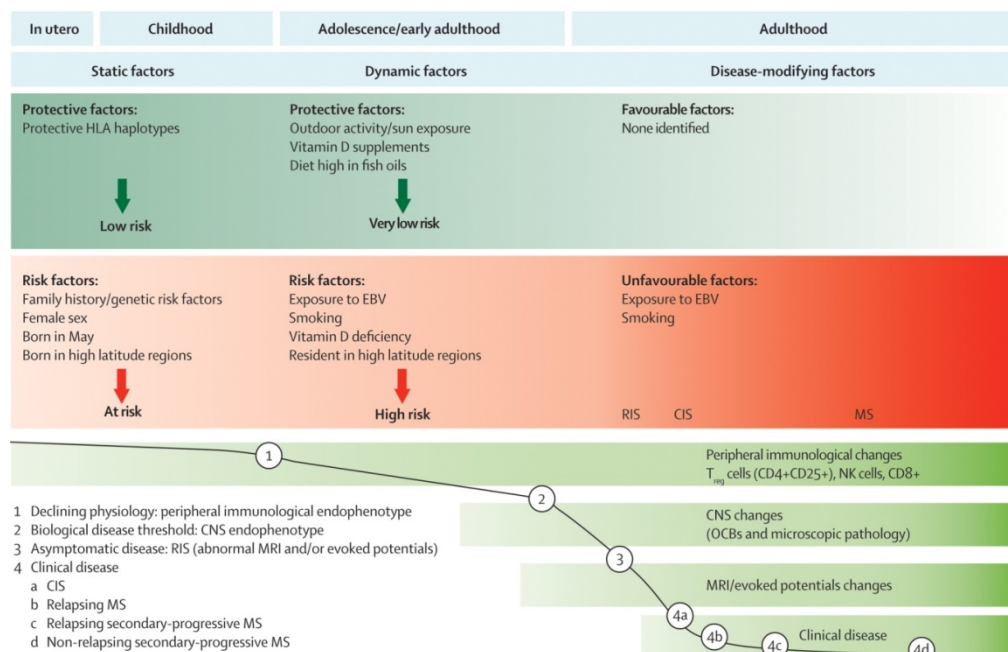 In utero
Childhood
Adolescence/early adulthood
Adulthood
Static factors
Dynamic factors
Disease-modifying factors
Protective factors:
Protective HLA haplotypes
Low risk
Protective factors:
Outdoor activity/sun exposure
Vitamin D supplements
Diet high in fish oils
Very low risk
Favourable factors:
None identified
Risk factors:
Family history/genetic risk factors
Female sex
Born in May
Born in high latitude regions
At risk
Risk factors:
Exposure to EBV
Smoking
Vitamin D deficiency
Resident in high latitude regions
High risk
Unfavourable factors:
Exposure to EBV
Smoking
RIS
CIS
MS
1
Peripheral immunological changes
Treg cells (CD4+CD25+), NK cells, CD8+
2
CNS changes
(OCBs and microscopic pathology)
3
MRI/evoked potentials changes
4a
4b
4c
Clinical disease
4d
1 Declining physiology: peripheral immunological endophenotype
2 Biological disease threshold: CNS endophenotype
3 Asymptomatic disease: RIS (abnormal MRI and/or evoked potentials)
4 Clinical disease
a CIS
b Relapsing MS
c Relapsing secondary-progressive MS
d Non-relapsing secondary-progressive MS